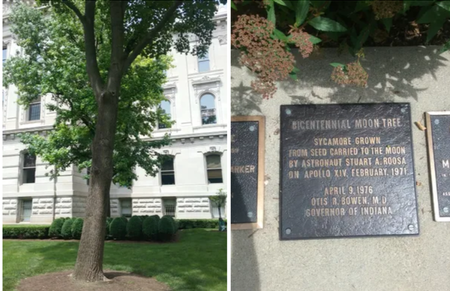 BICENTENNIAL MOON TREE
SYCAMORE GROWN
FROM SEED CARRIED TO THE MOON
BY ASTRONAUT STUART A. ROOSA
ON APOLLO XIV, FEBRUARY, 1971
APRIL 9, 1976
OTIS R. BOWEN, M.D.
GOVERNOR OF INDIANA